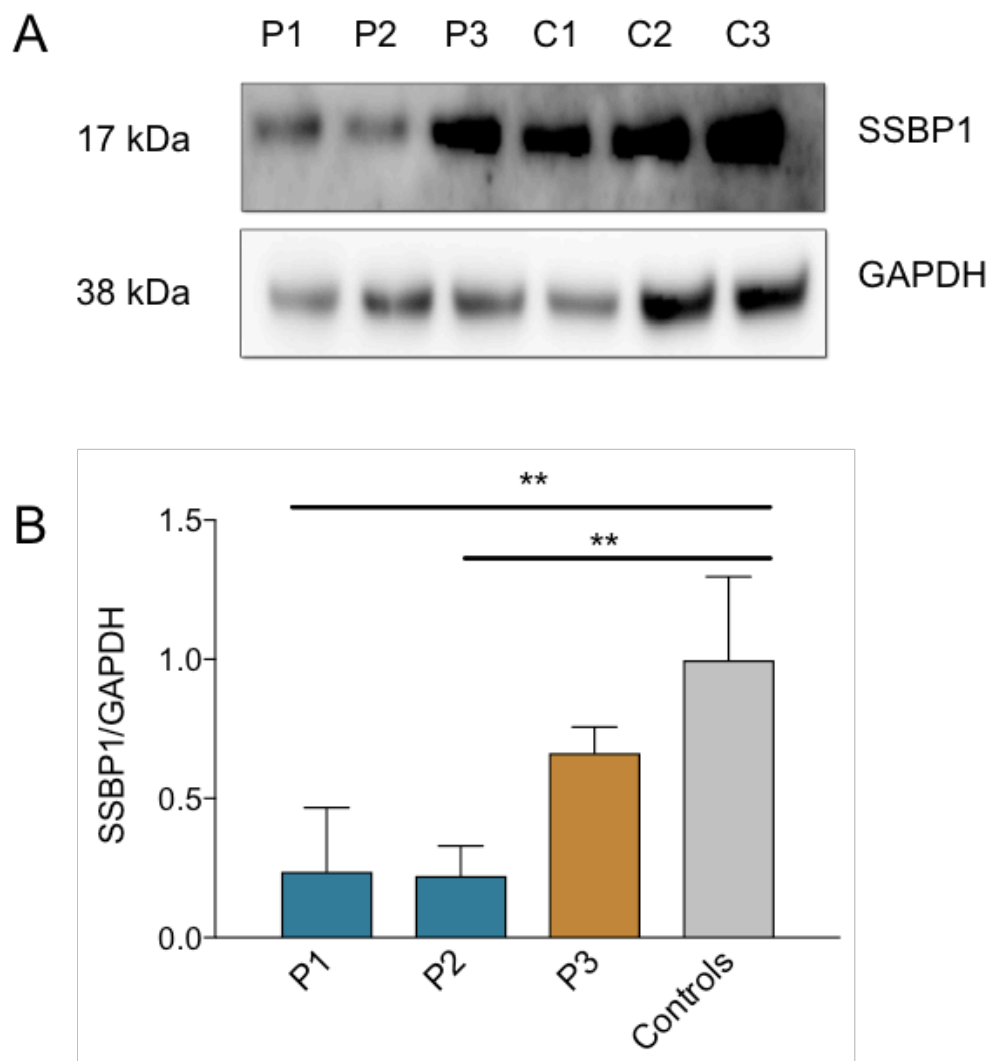 A
P1 P2 P3 C1 C2 C3
17 kDa
SSBP1
38 kDa
GAPDH
B
**
**
1.5
1.0
0.5
0.0
SSBP1/GAPDH
P1
P2
P3
Controls